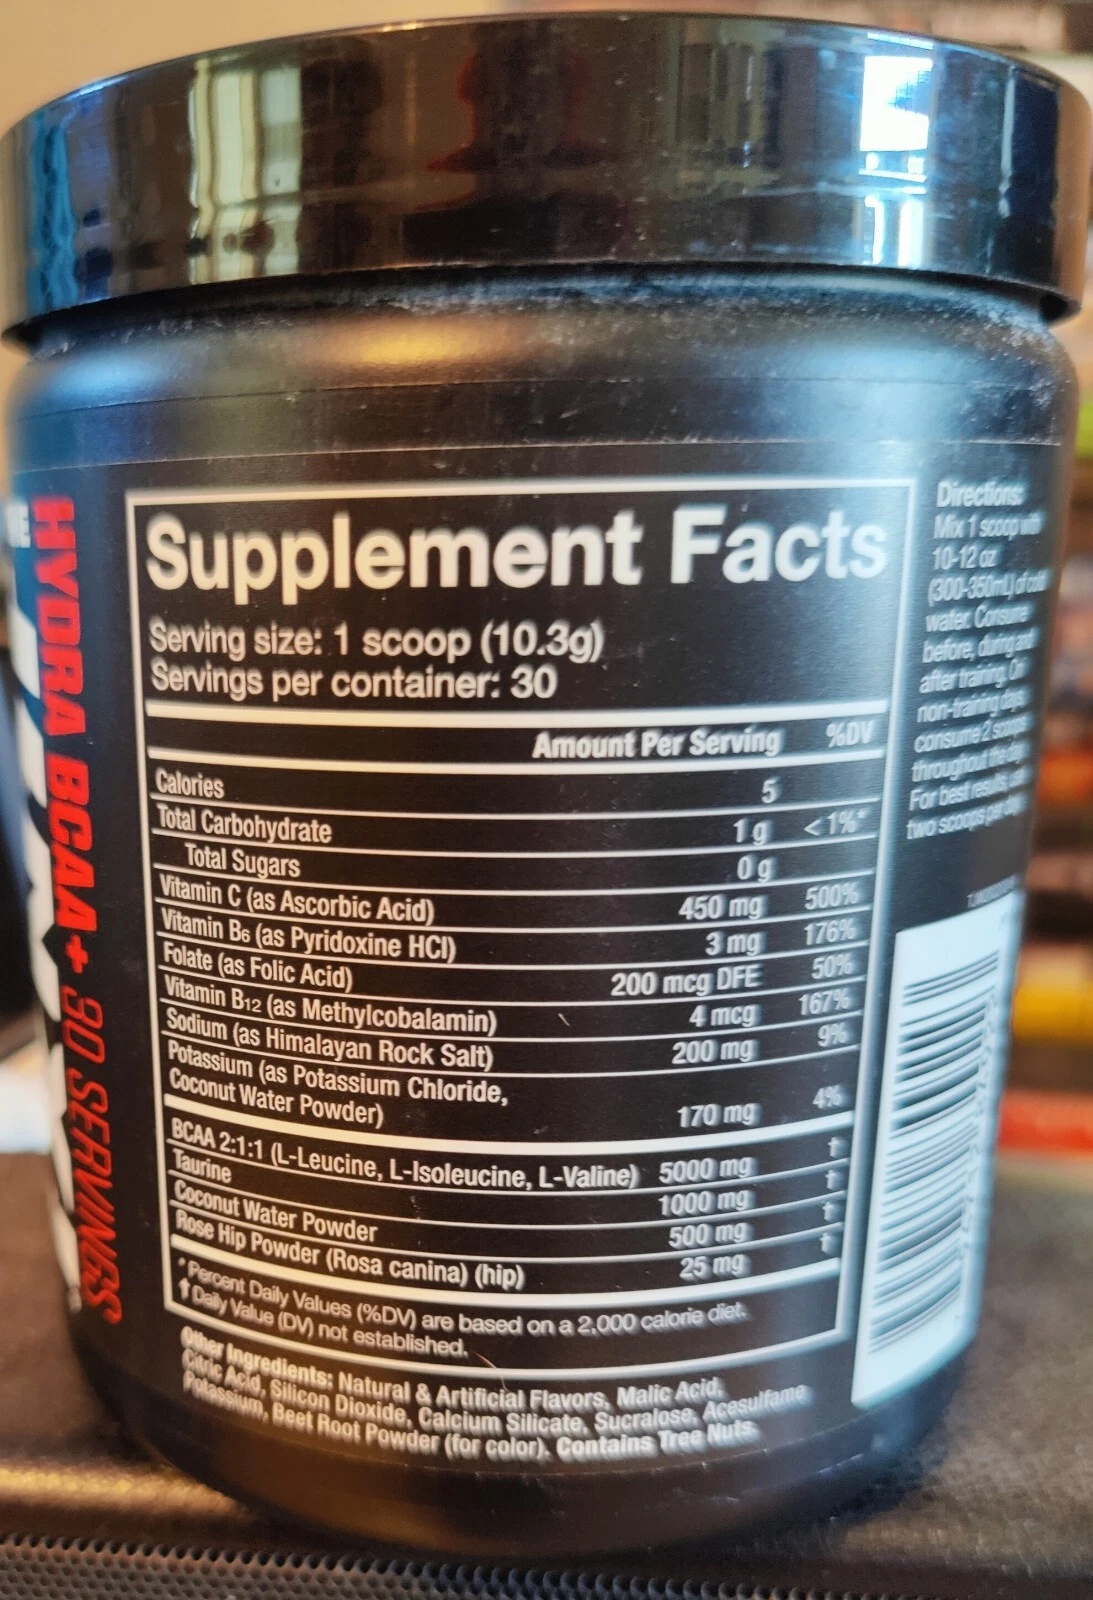 HYDRA BCAA+ 30 SERVINGS
Supplement Facts
Serving size: 1 scoop (10.3g)
Servings per container: 30
Amount Per Serving %DV
Calories 5
Total Carbohydrate 1 g <1%*
Total Sugars 0 g
Vitamin C (as Ascorbic Acid) 450 mg 500%
Vitamin B6 (as Pyridoxine HCl) 3 mg 176%
Folate (as Folic Acid) 200 mcg DFE 50%
Vitamin B12 (as Methylcobalamin) 4 mcg 167%
Sodium (as Himalayan Rock Salt) 200 mg 9%
Potassium (as Potassium Chloride,
Coconut Water Powder) 170 mg 4%
BCAA 2:1:1 (L-Leucine, L-Isoleucine, L-Valine) 5000 mg †
Taurine 1000 mg †
Coconut Water Powder 500 mg †
Rose Hip Powder (Rosa canina) (hip) 25 mg †
* Percent Daily Values (%DV) are based on a 2,000 calorie diet.
† Daily Value (DV) not established.
Other Ingredients: Natural & Artificial Flavors, Malic Acid,
Citric Acid, Silicon Dioxide, Calcium Silicate, Sucralose, Acesulfame
Potassium, Beet Root Powder (for color). Contains Tree Nuts.
Directions:
Mix 1 scoop with
10-12 oz
(300-350mL) of cold
water. Consume
before, during and
after training. On
non-training days,
consume 2 scoops
throughout the day.
For best results, use
two scoops per day.